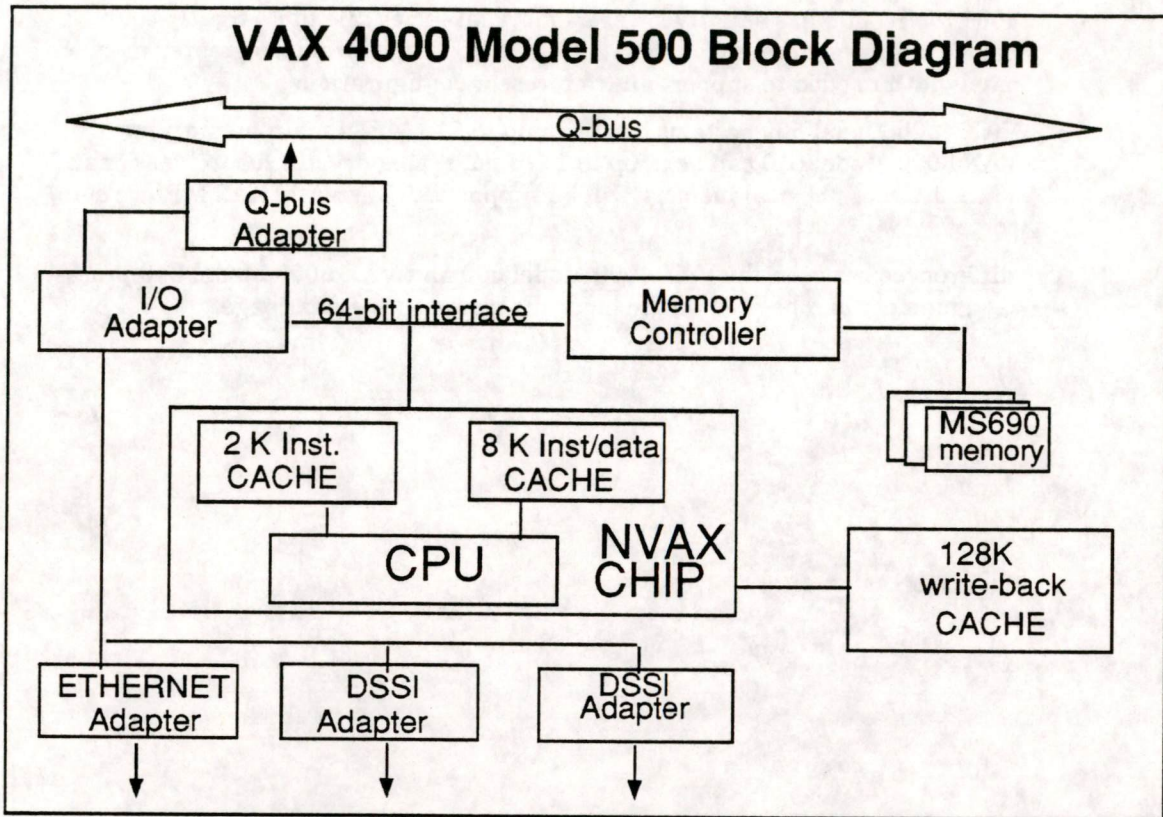 VAX 4000 Model 500 Block Diagram
Q-bus
Q-bus
Adapter
I/O
Adapter
64-bit interface
Memory
Controller
2 K Inst.
CACHE
8 K Inst/data
CACHE
MS690
memory
CPU
NVAX
CHIP
128K
write-back
CACHE
ETHERNET
Adapter
DSSI
Adapter
DSSI
Adapter